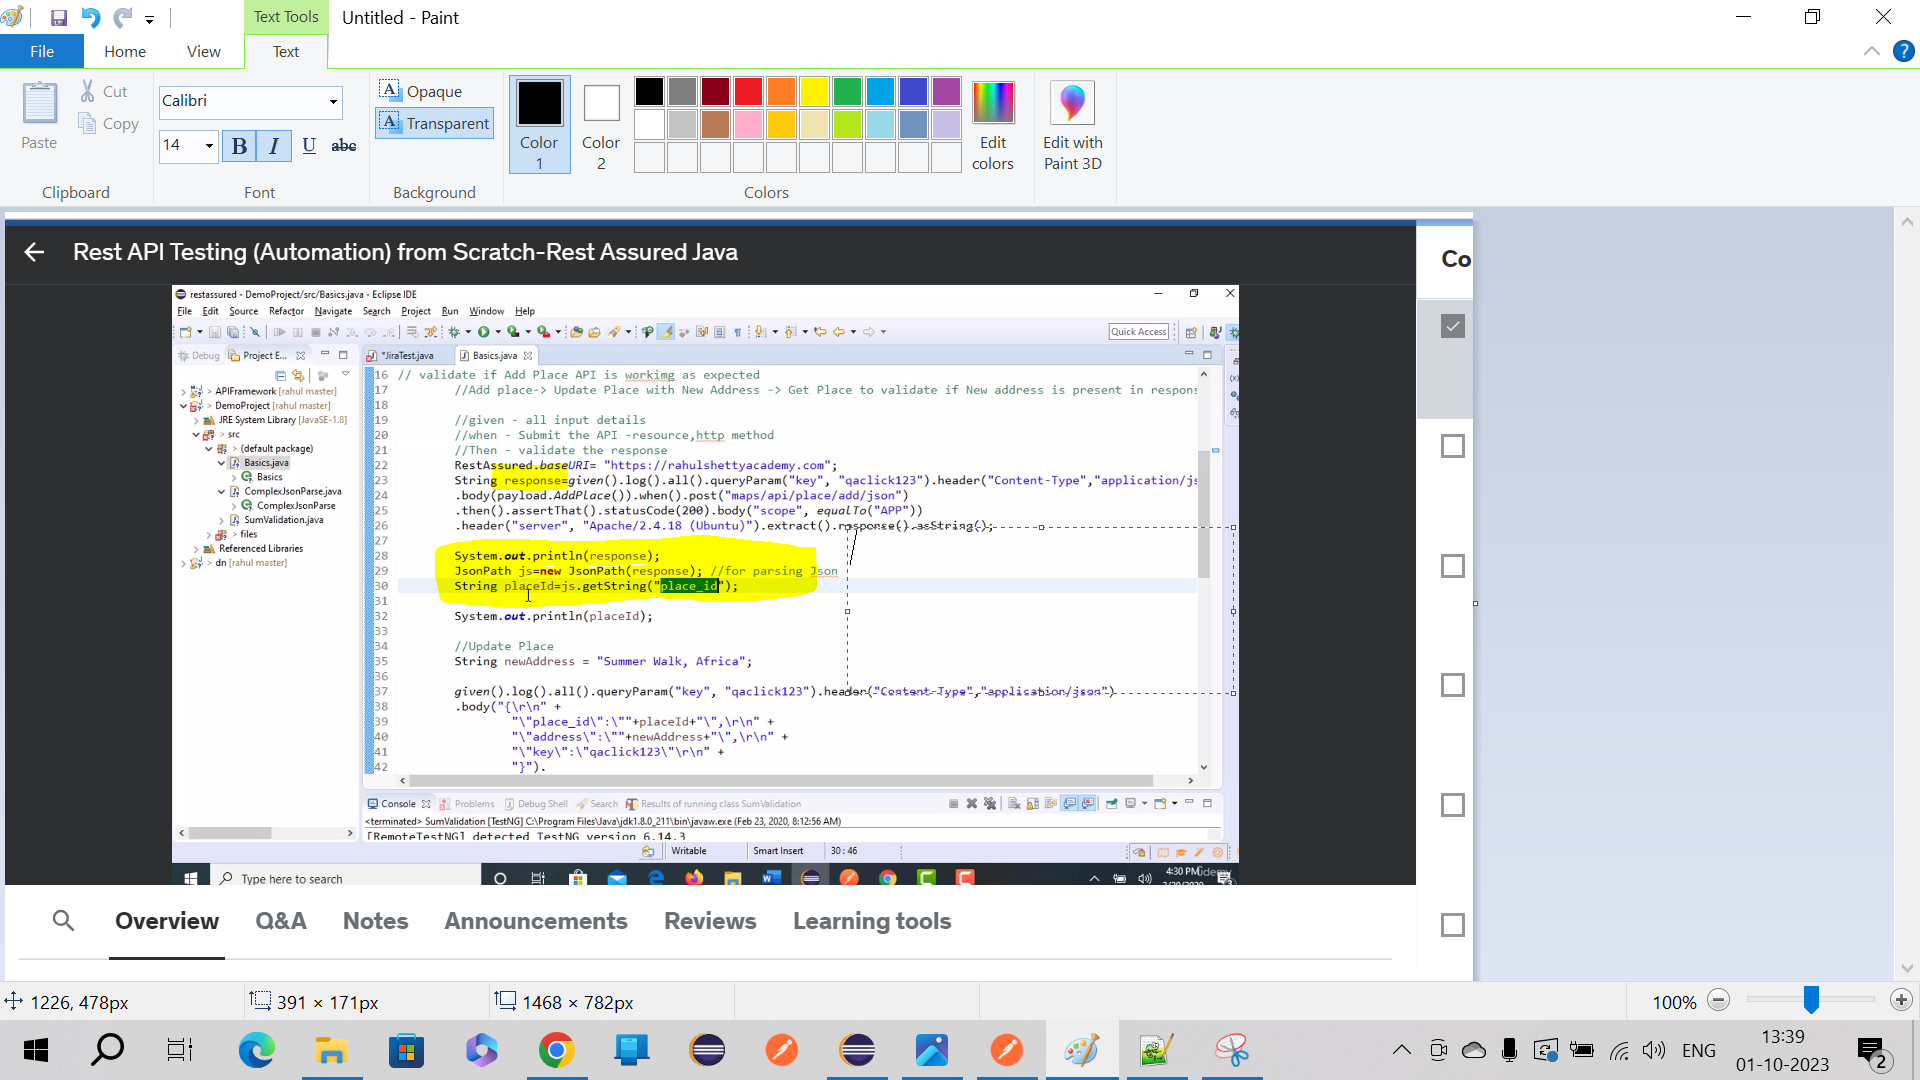 Text Tools
Untitled - Paint
File
Home
View
Text
Paste
Cut
Copy
Clipboard
Calibri
14
B I U abc
Font
A Opaque
A Transparent
Background
Color 1
Color 2
Edit colors
Colors
Edit with Paint 3D
Rest API Testing (Automation) from Scratch-Rest Assured Java
Co
restassured - DemoProject/src/Basics.java - Eclipse IDE
File Edit Source Refactor Navigate Search Project Run Window Help
Quick Access
Debug
Project E...
*JiraTest.java
Basics.java
> APIFramework [rahul master]
> DemoProject [rahul master]
JRE System Library [JavaSE-1.8]
> src
> (default package)
Basics.java
Basics
ComplexJsonParse.java
ComplexJsonParse
SumValidation.java
> files
Referenced Libraries
> dn [rahul master]
16 // validate if Add Place API is workimg as expected
17 //Add place-> Update Place with New Address -> Get Place to validate if New address is present in respons
18
19 //given - all input details
20 //when - Submit the API -resource,http method
21 //Then - validate the response
22 RestAssured.baseURI= "https://rahulshettyacademy.com";
23 String response=given().log().all().queryParam("key", "qaclick123").header("Content-Type","application/js
24 .body(payload.AddPlace()).when().post("maps/api/place/add/json")
25 .then().assertThat().statusCode(200).body("scope", equalTo("APP"))
26 .header("server", "Apache/2.4.18 (Ubuntu)").extract().response().asString();
27
28 System.out.println(response);
29 JsonPath js=new JsonPath(response); //for parsing Json
30 String placeId=js.getString("place_id");
31
32 System.out.println(placeId);
33
34 //Update Place
35 String newAddress = "Summer Walk, Africa";
36
37 given().log().all().queryParam("key", "qaclick123").header("Content-Type","application/json")
38 .body("{\r\n" +
39 "\"place_id\":\""+placeId+"\",\r\n" +
40 "\"address\":\""+newAddress+"\",\r\n" +
41 "\"key\":\"qaclick123\"\r\n" +
42 "}").
Console
Problems
Debug Shell
Search
Results of running class SumValidation
<terminated> SumValidation [TestNG] C:\Program Files\Java\jdk1.8.0_211\bin\javaw.exe (Feb 23, 2020, 8:12:56 AM)
[RemoteTestNG] detected TestNG version 6.14.3
Writable
Smart Insert
30 : 46
Type here to search
4:30 PM
Overview
Q&A
Notes
Announcements
Reviews
Learning tools
1226, 478px
391 × 171px
1468 × 782px
100%
ENG
13:39
01-10-2023
2